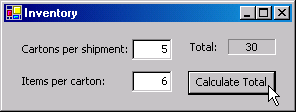 Inventory
Cartons per shipment: 5 Total: 30
Items per carton: 6 Calculate Total